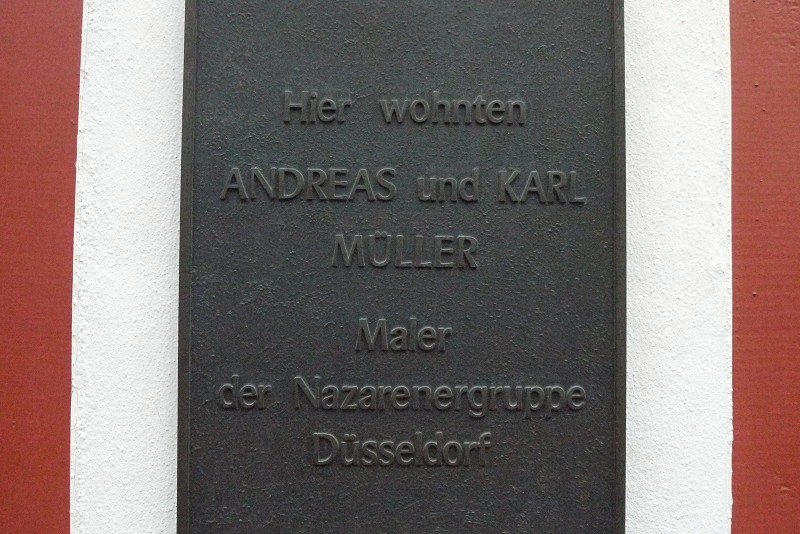 Hier wohnten
ANDREAS und KARL
MÜLLER
Maler
der Nazarenergruppe
Düsseldorf